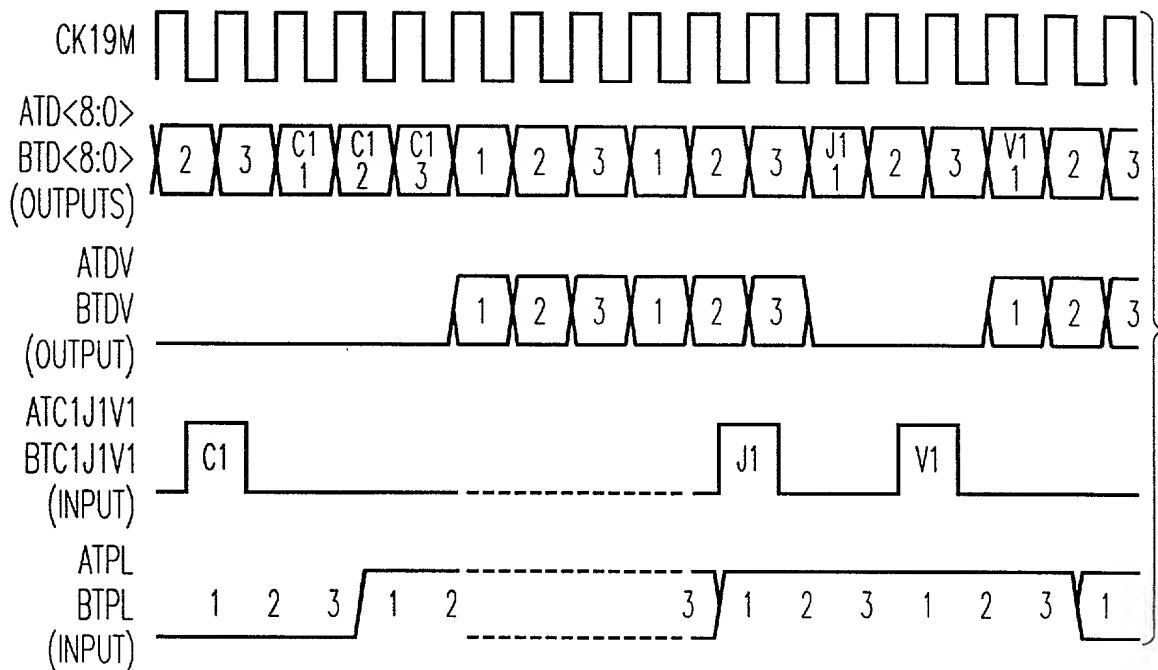 CK19M
ATD<8:0>
BTD<8:0>
(OUTPUTS)
2 3 C1 1 C1 2 C1 3 1 2 3 1 2 3 J1 1 2 3 V1 1 2 3
ATDV
BTDV
(OUTPUT)
1 2 3 1 2 3 1 2 3
ATC1J1V1
BTC1J1V1
(INPUT)
C1 J1 V1
ATPL
BTPL
(INPUT)
1 2 3 1 2 3 1 2 3 1 2 3 1